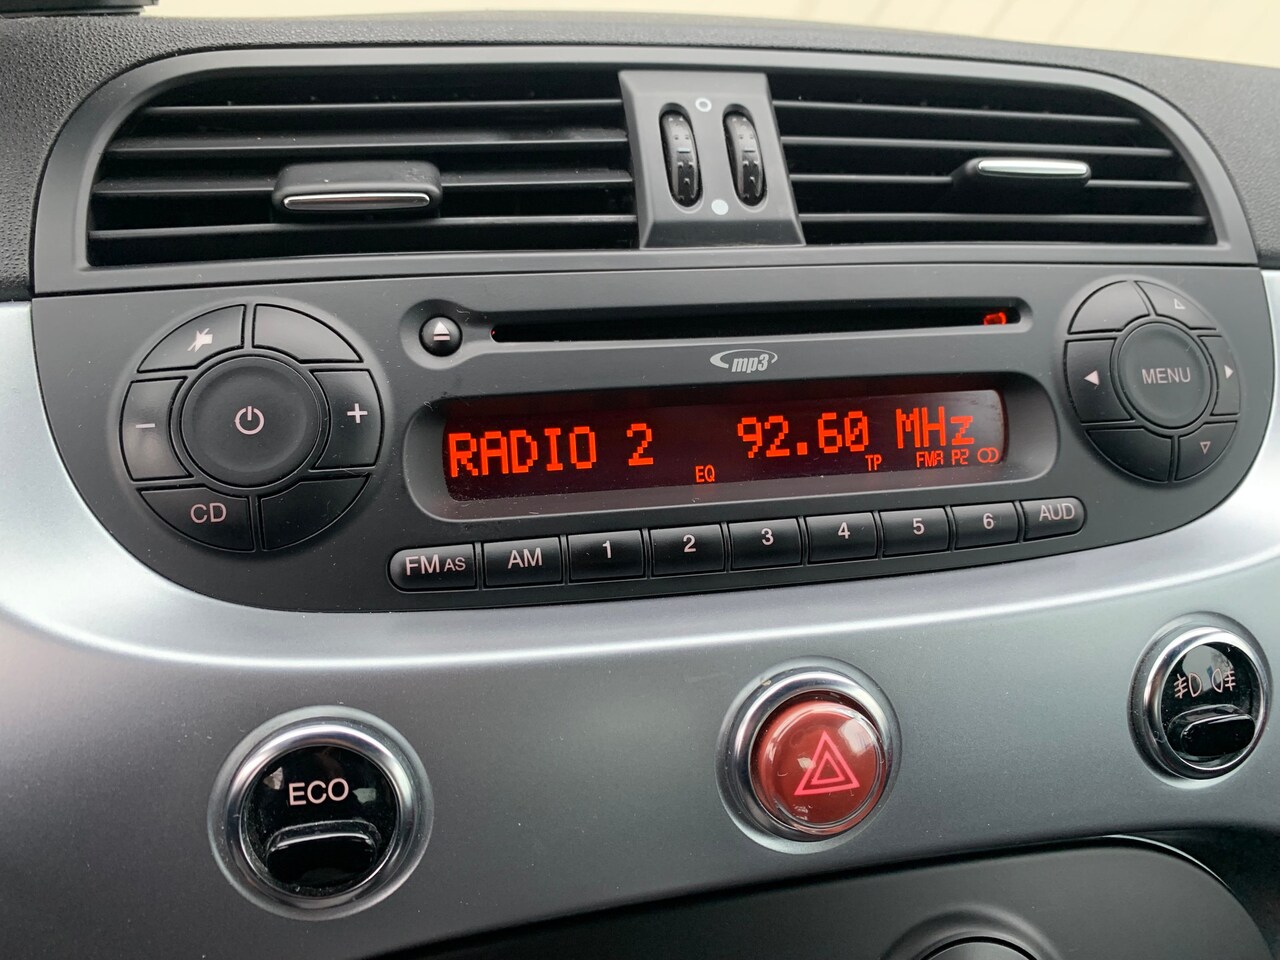 mp3
MENU
RADIO 2 92.60 MHz
EQ TP FMA P2
CD
FM AS AM 1 2 3 4 5 6 AUD
ECO